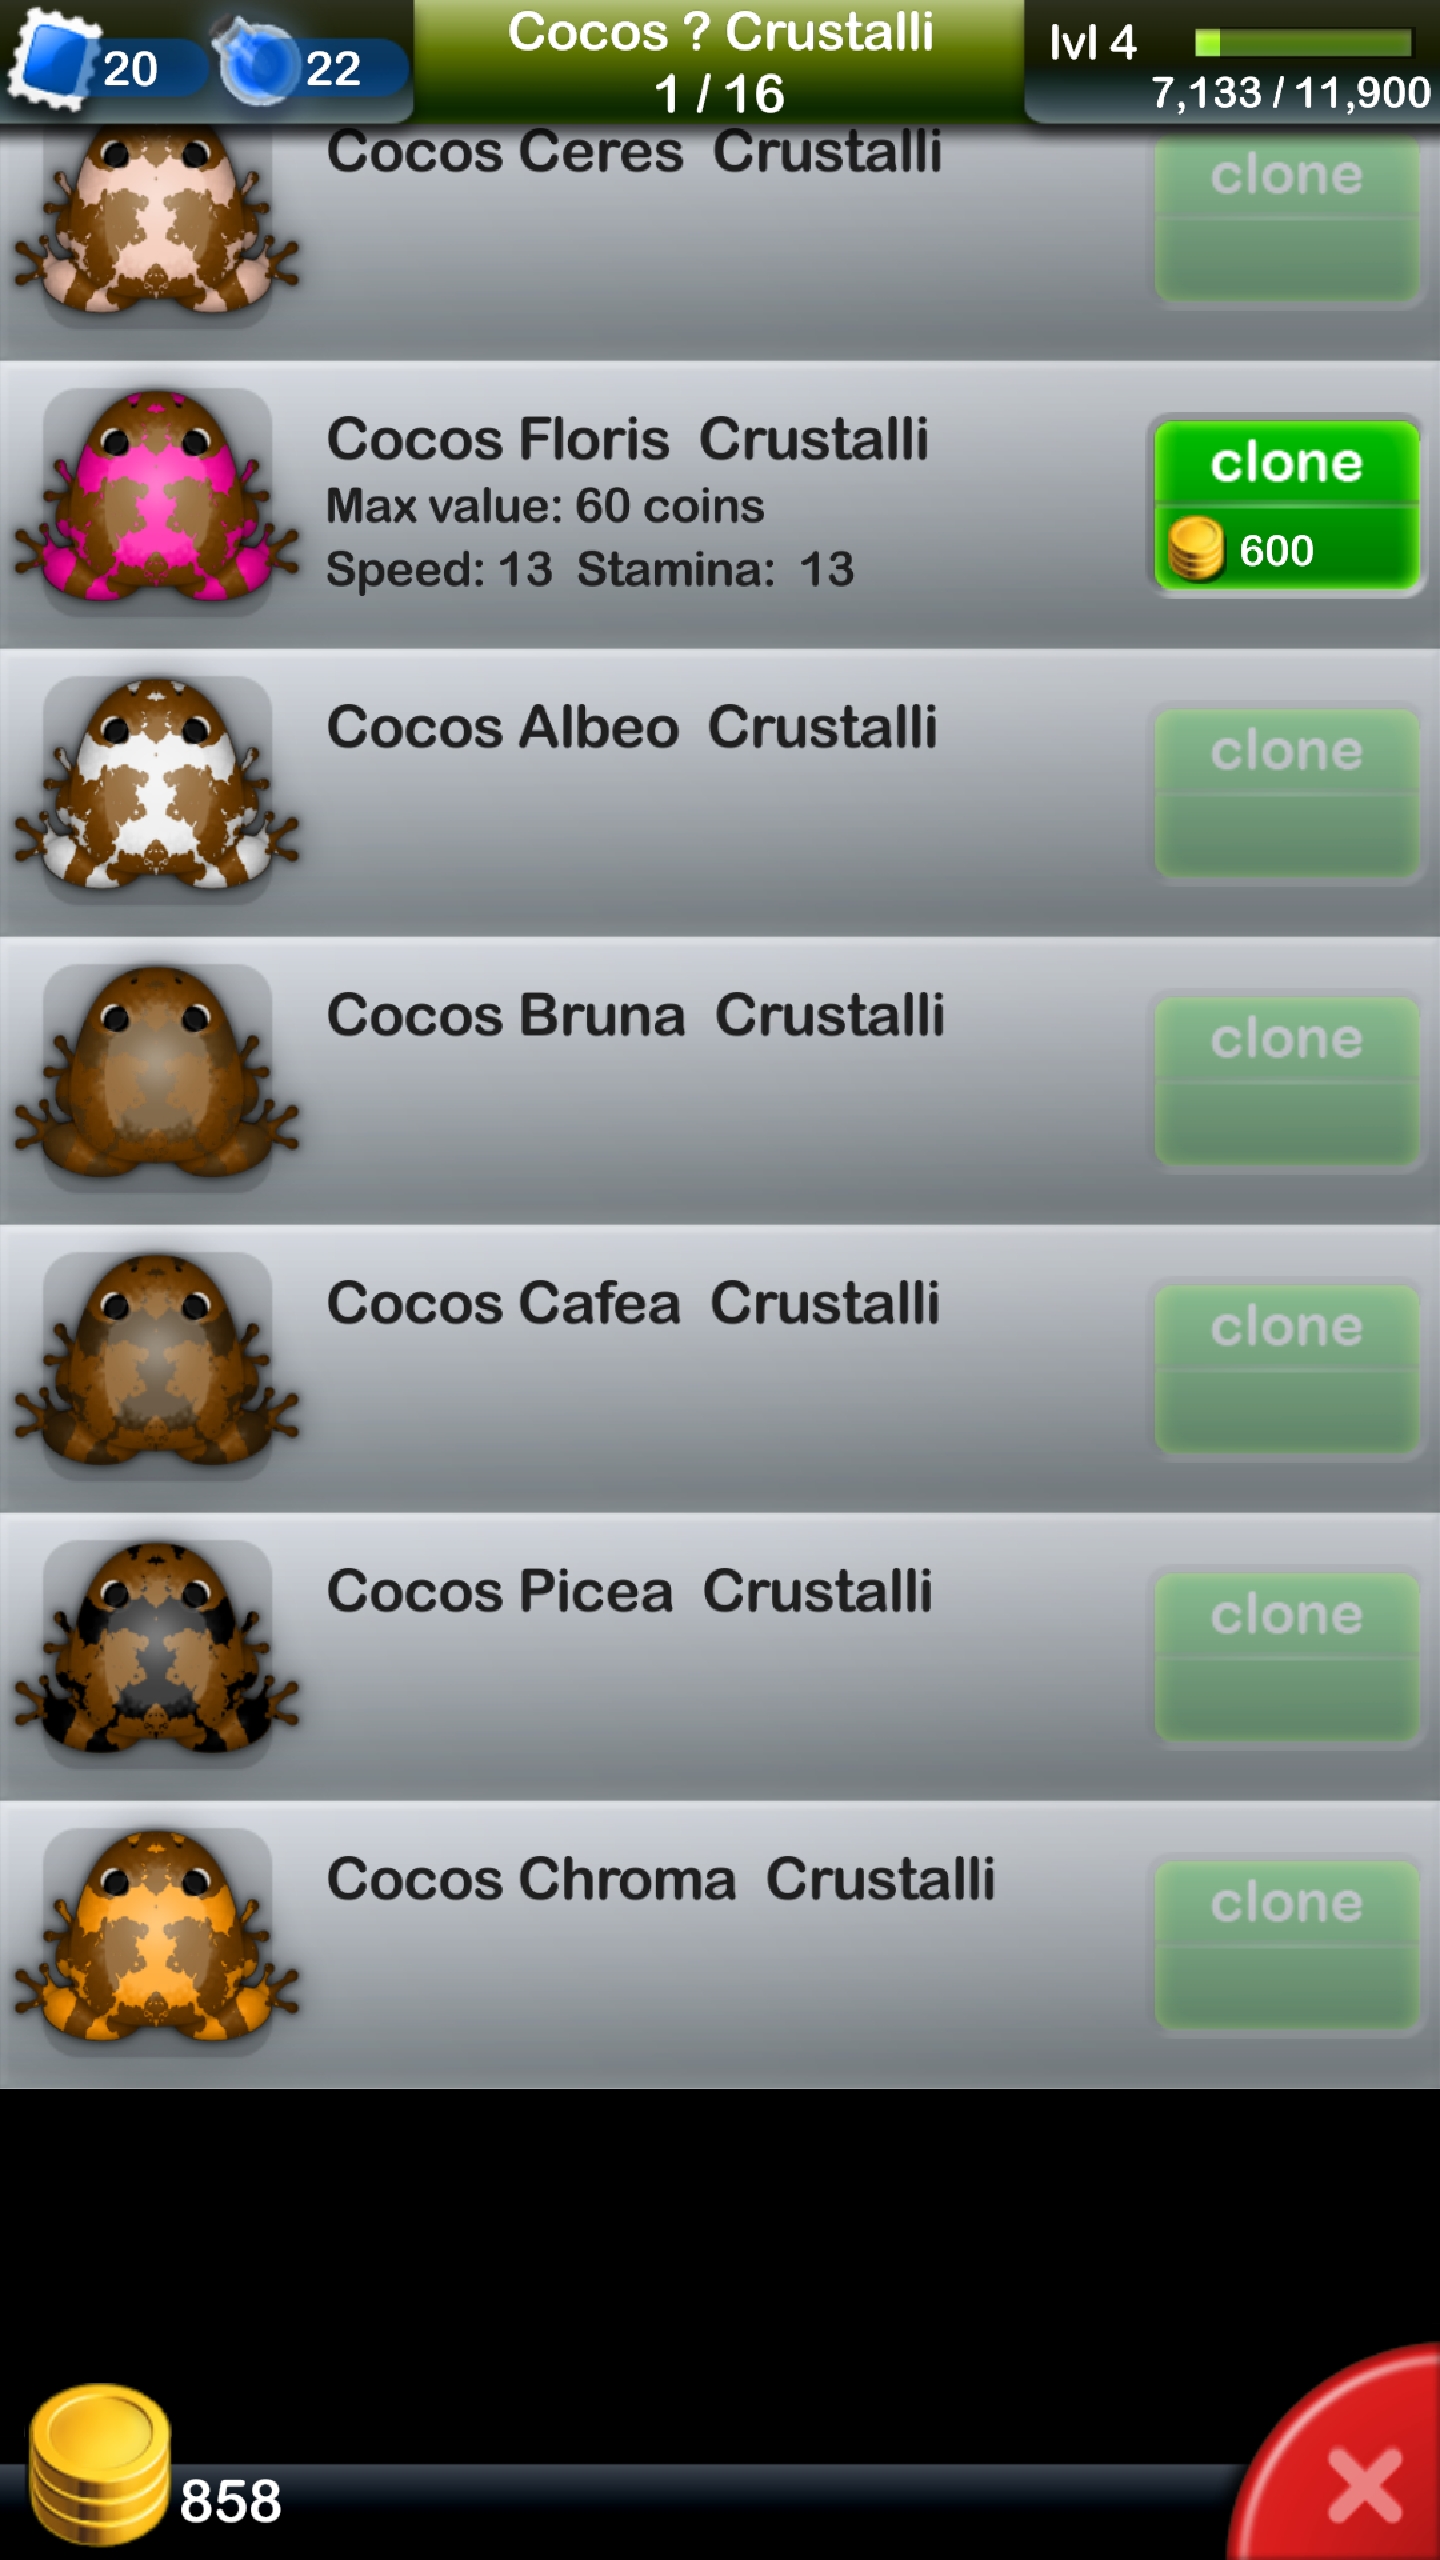 20
22
Cocos ? Crustalli
1 / 16
lvl 4
7,133 / 11,900
Cocos Ceres Crustalli
clone
Cocos Floris Crustalli
Max value: 60 coins
Speed: 13 Stamina: 13
clone
600
Cocos Albeo Crustalli
clone
Cocos Bruna Crustalli
clone
Cocos Cafea Crustalli
clone
Cocos Picea Crustalli
clone
Cocos Chroma Crustalli
clone
858